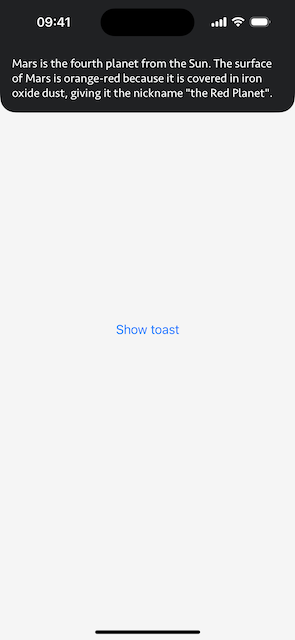 09:41
Mars is the fourth planet from the Sun. The surface
of Mars is orange-red because it is covered in iron
oxide dust, giving it the nickname "the Red Planet".
Show toast